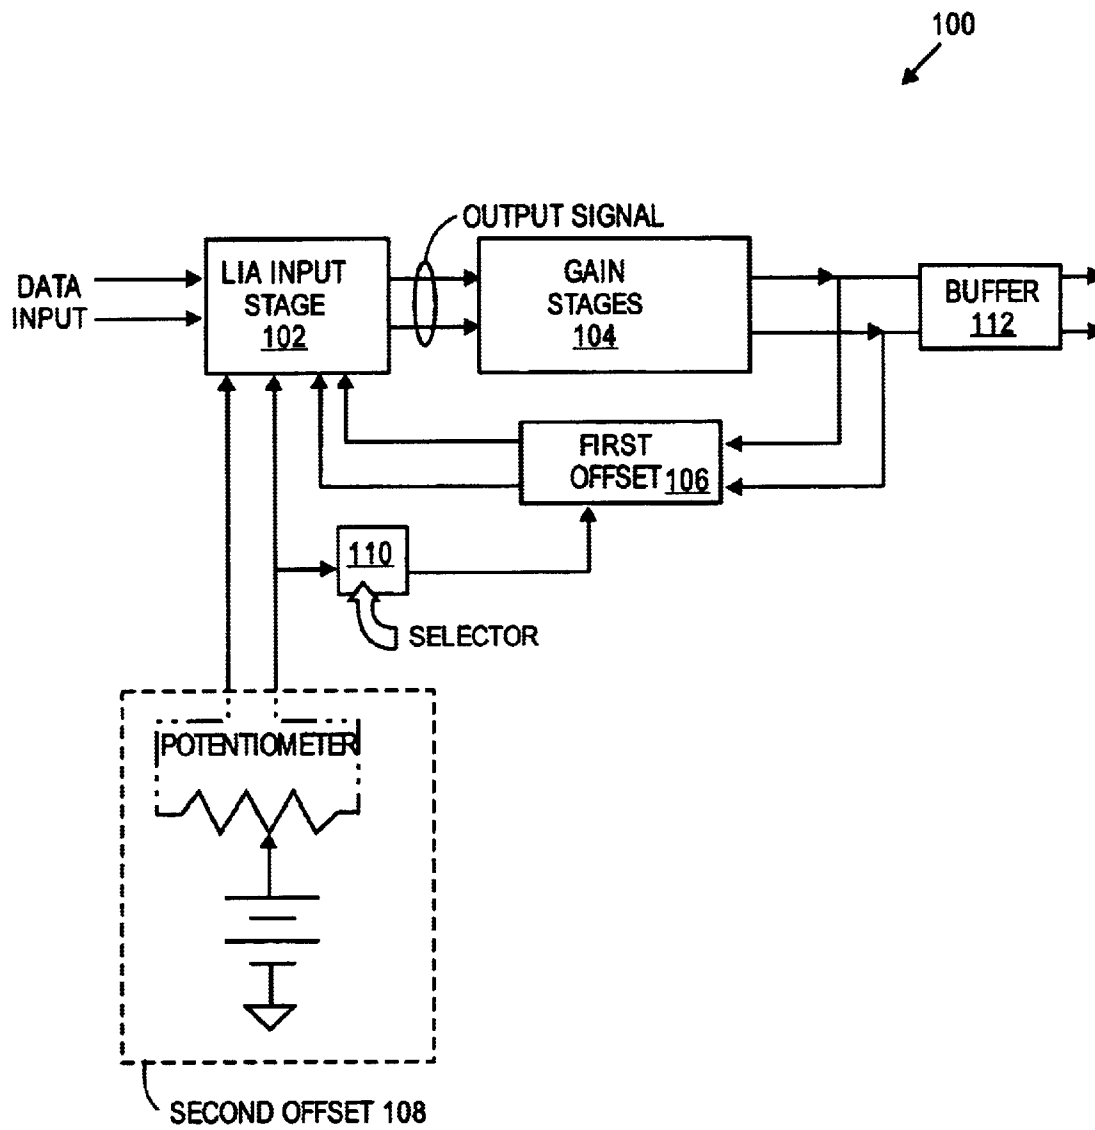 100
OUTPUT SIGNAL
DATA
INPUT
LIA INPUT
STAGE
102
GAIN
STAGES
104
BUFFER
112
FIRST
OFFSET 106
110
SELECTOR
POTENTIOMETER
SECOND OFFSET 108